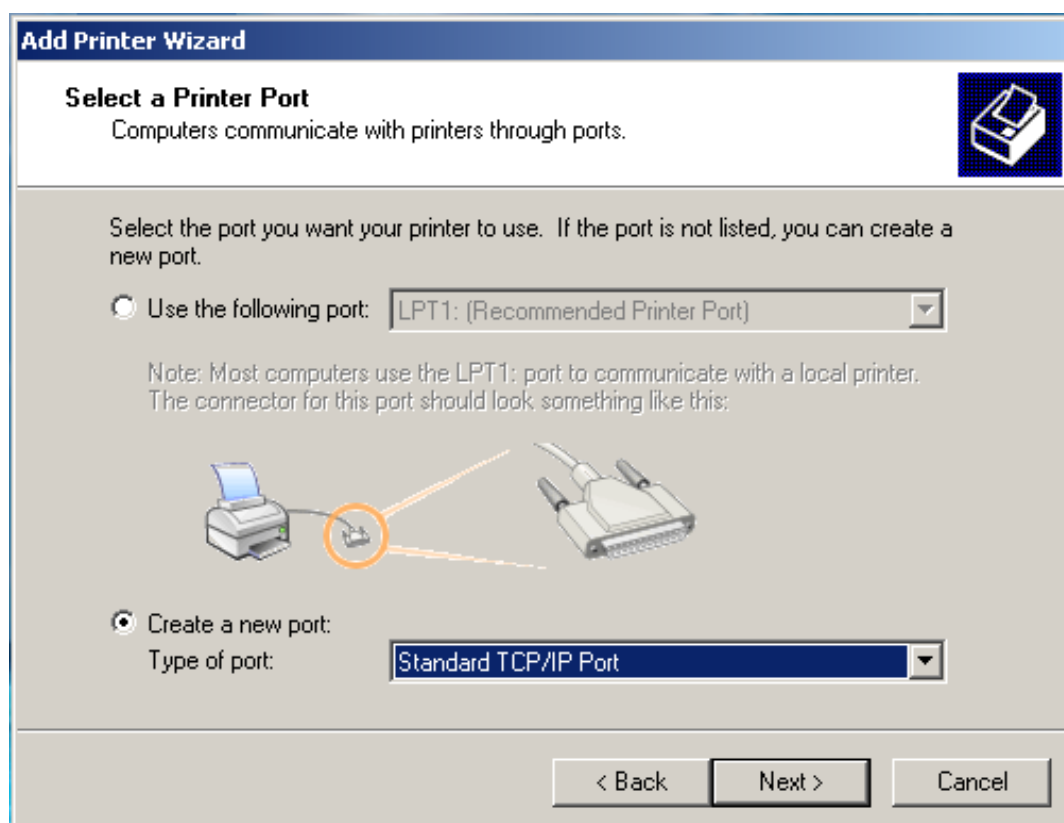 Add Printer Wizard
Select a Printer Port
Computers communicate with printers through ports.
Select the port you want your printer to use.  If the port is not listed, you can create a
new port.
Use the following port: LPT1: (Recommended Printer Port)
Note: Most computers use the LPT1: port to communicate with a local printer.
The connector for this port should look something like this:
Create a new port:
Type of port: Standard TCP/IP Port
< Back Next > Cancel